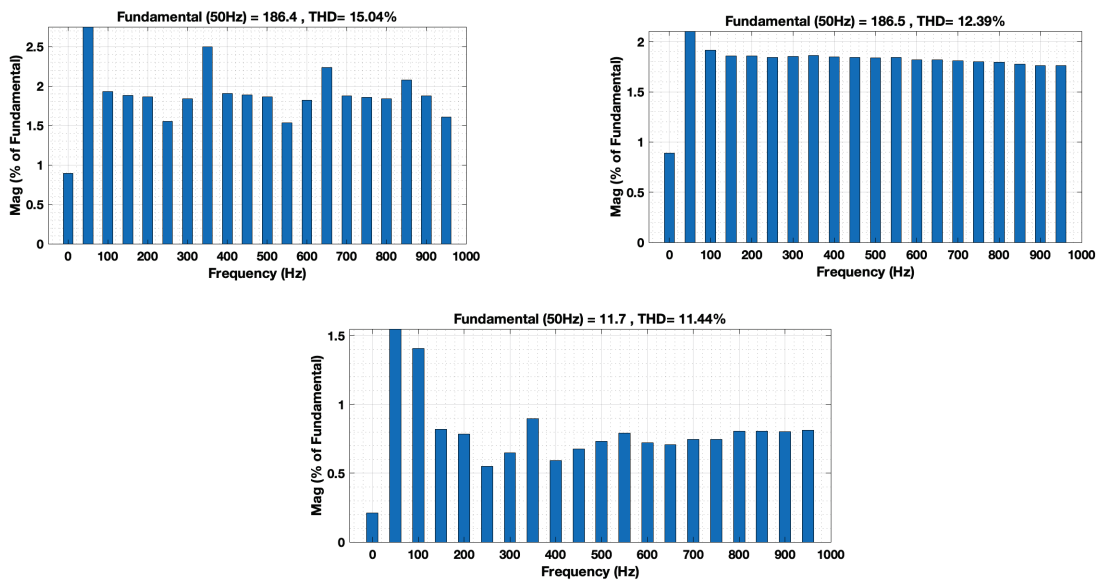 Fundamental (50Hz) = 186.4 , THD= 15.04%
Mag (% of Fundamental)
2.5
2
1.5
1
0.5
0
0 100 200 300 400 500 600 700 800 900 1000
Frequency (Hz)
Fundamental (50Hz) = 186.5 , THD= 12.39%
Mag (% of Fundamental)
2
1.5
1
0.5
0
0 100 200 300 400 500 600 700 800 900 1000
Frequency (Hz)
Fundamental (50Hz) = 11.7 , THD= 11.44%
Mag (% of Fundamental)
1.5
1
0.5
0
0 100 200 300 400 500 600 700 800 900 1000
Frequency (Hz)